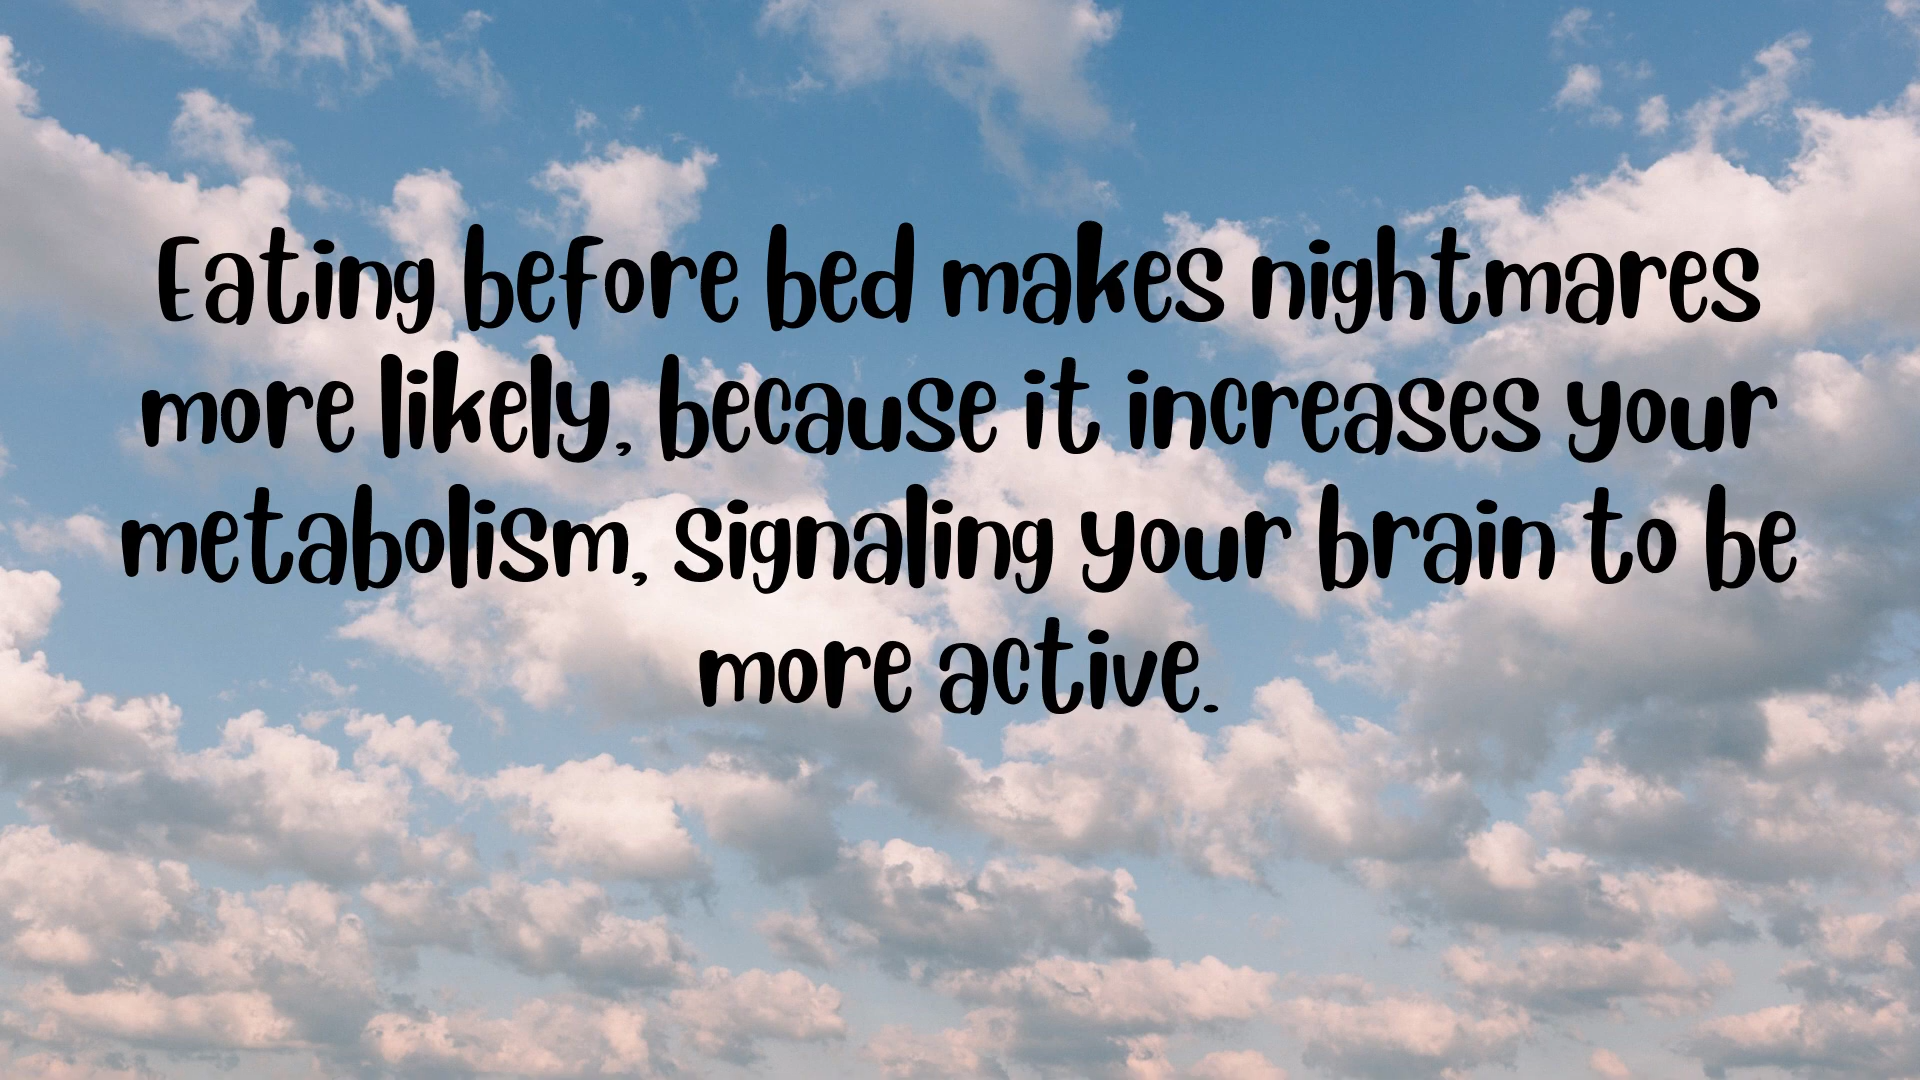 Eating before bed makes nightmares
more likely, because it increases your
metabolism, signaling your brain to be
more active.